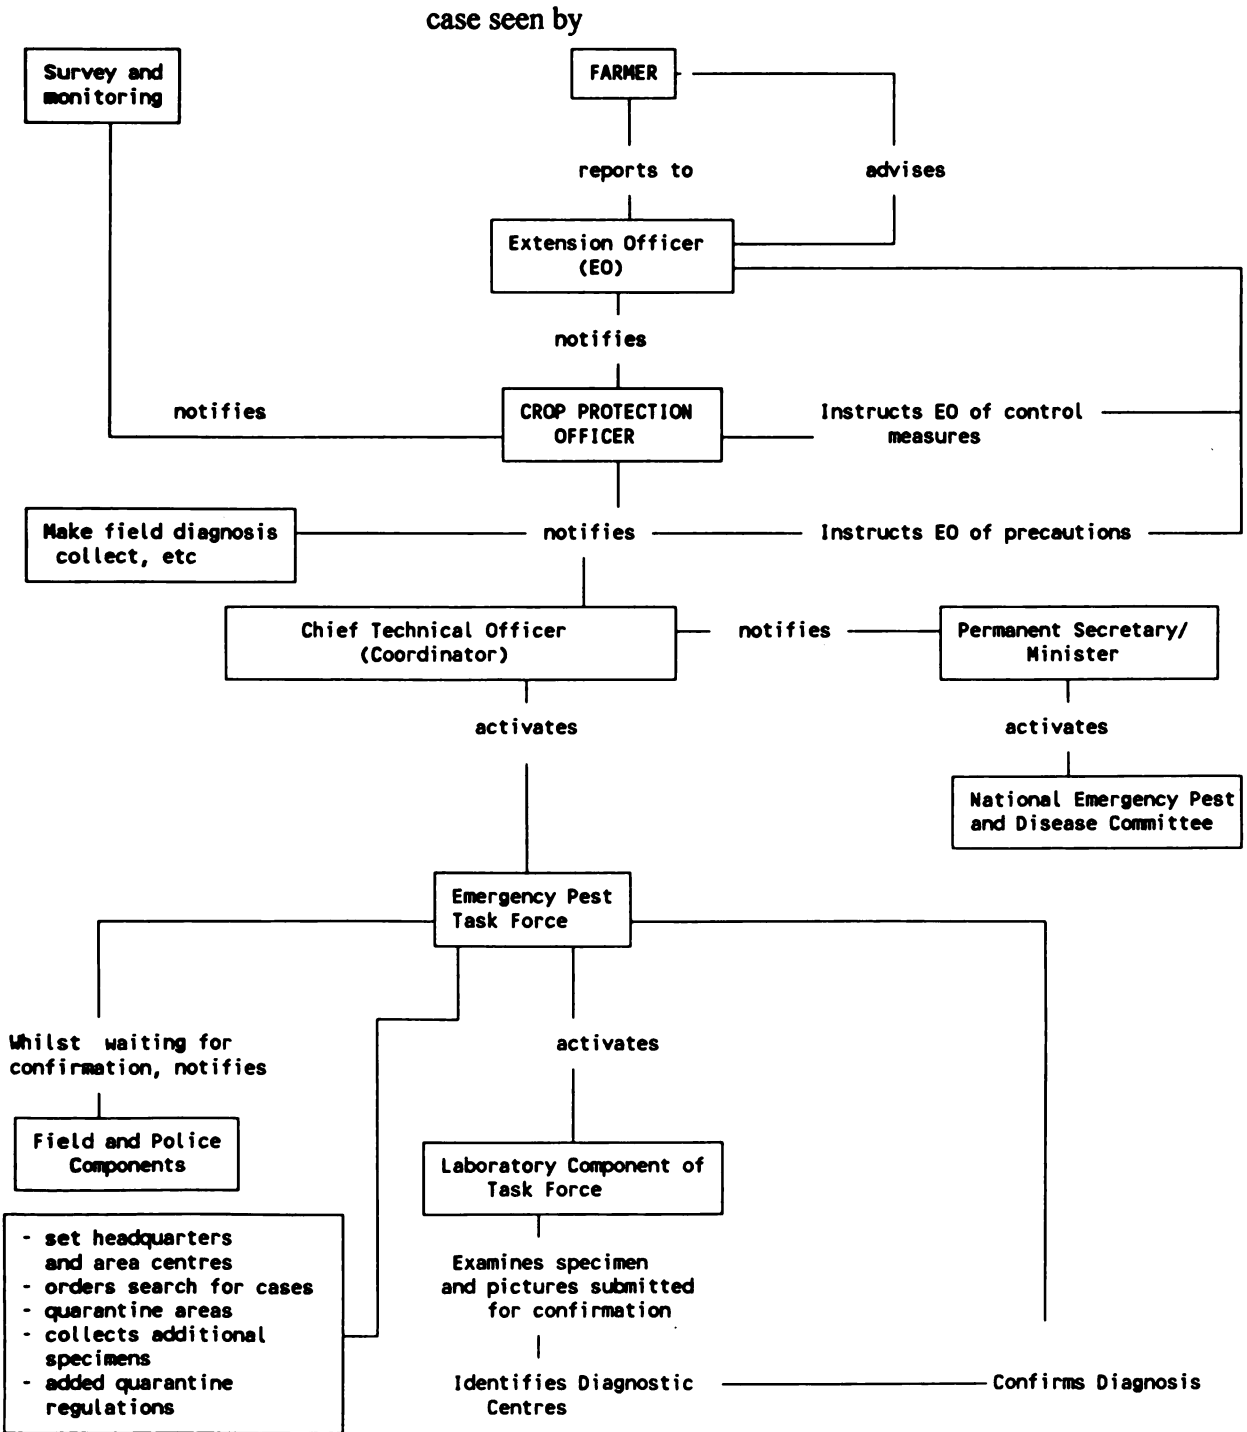 case seen by
Survey and
monitoring
FARMER
reports to
advises
Extension Officer
(EO)
notifies
notifies
CROP PROTECTION
OFFICER
Instructs EO of control
measures
Make field diagnosis
collect, etc
notifies
Instructs EO of precautions
Chief Technical Officer
(Coordinator)
notifies
Permanent Secretary/
Minister
activates
activates
National Emergency Pest
and Disease Committee
Emergency Pest
Task Force
Whilst waiting for
confirmation, notifies
activates
Field and Police
Components
Laboratory Component of
Task Force
- set headquarters
and area centres
- orders search for cases
- quarantine areas
- collects additional
specimens
- added quarantine
regulations
Examines specimen
and pictures submitted
for confirmation
Identifies Diagnostic
Centres
Confirms Diagnosis